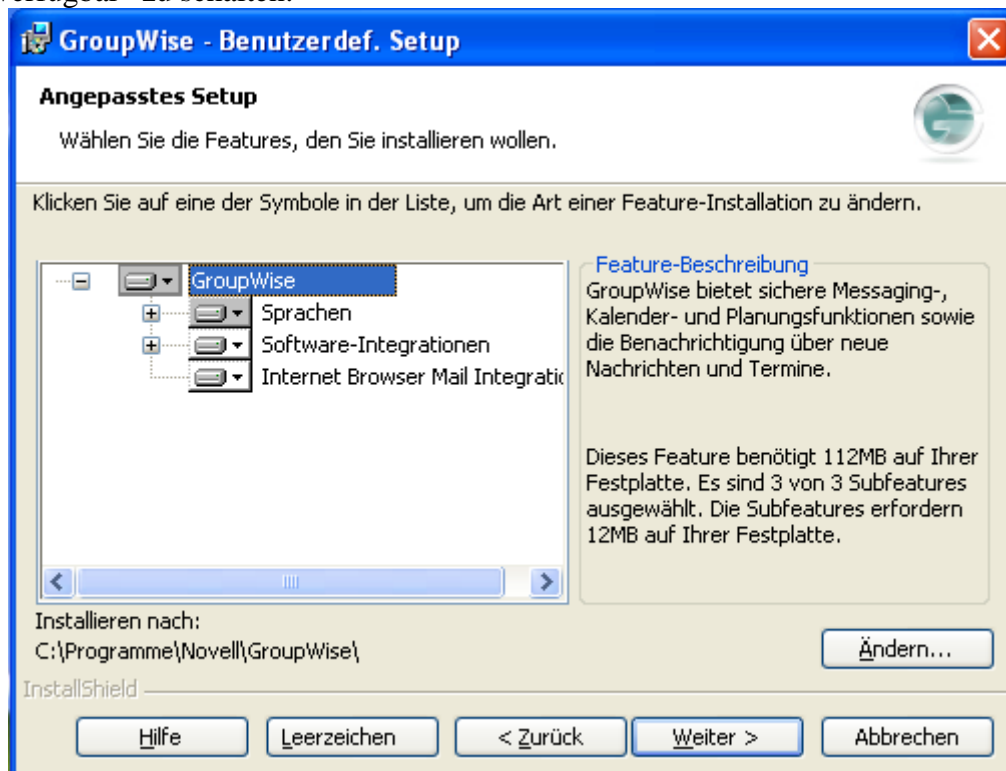 zu schalten.
GroupWise - Benutzerdef. Setup
Angepasstes Setup
Wählen Sie die Features, den Sie installieren wollen.
Klicken Sie auf eine der Symbole in der Liste, um die Art einer Feature-Installation zu ändern.
GroupWise
Sprachen
Software-Integrationen
Internet Browser Mail Integratio
Feature-Beschreibung
GroupWise bietet sichere Messaging-,
Kalender- und Planungsfunktionen sowie
die Benachrichtigung über neue
Nachrichten und Termine.
Dieses Feature benötigt 112MB auf Ihrer
Festplatte. Es sind 3 von 3 Subfeatures
ausgewählt. Die Subfeatures erfordern
12MB auf Ihrer Festplatte.
Installieren nach:
C:\Programme\Novell\GroupWise\
Ändern...
InstallShield
Hilfe
Leerzeichen
< Zurück
Weiter >
Abbrechen